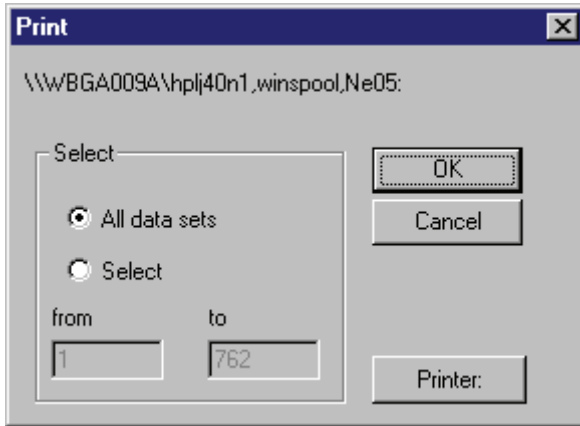 Print
\\WBGA009A\hplj40n1,winspool,Ne05:
Select
All data sets
Select
from to
1 762
OK
Cancel
Printer: